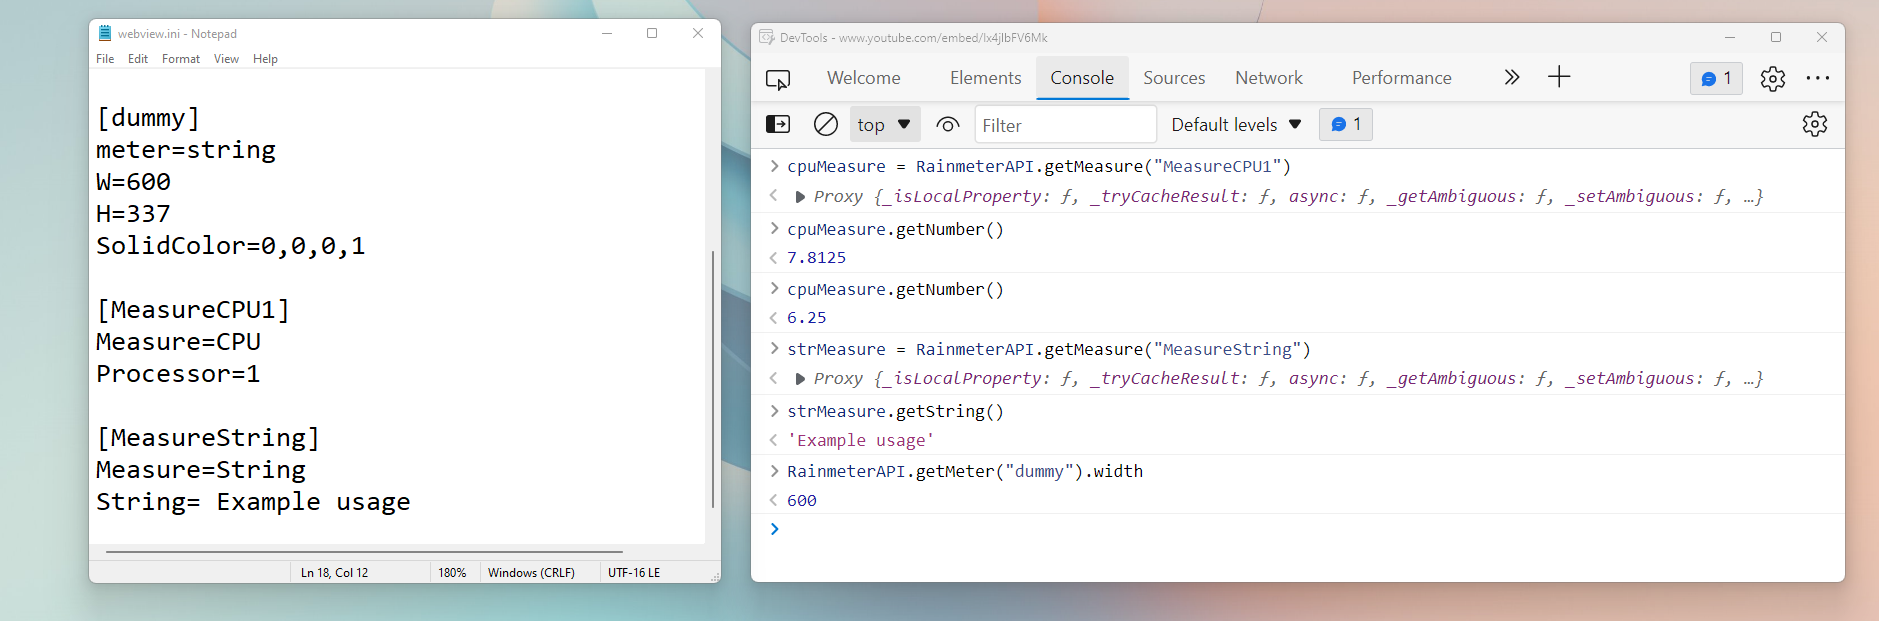 webview.ini - Notepad
File Edit Format View Help
[dummy]
meter=string
W=600
H=337
SolidColor=0,0,0,1
[MeasureCPU1]
Measure=CPU
Processor=1
[MeasureString]
Measure=String
String= Example usage
Ln 18, Col 12 180% Windows (CRLF) UTF-16 LE
DevTools - www.youtube.com/embed/lx4jlbFV6Mk
Welcome Elements Console Sources Network Performance 1
top Filter Default levels 1
cpuMeasure = RainmeterAPI.getMeasure("MeasureCPU1")
Proxy {_isLocalProperty: ƒ, _tryCacheResult: ƒ, async: ƒ, _getAmbiguous: ƒ, _setAmbiguous: ƒ, …}
cpuMeasure.getNumber()
7.8125
cpuMeasure.getNumber()
6.25
strMeasure = RainmeterAPI.getMeasure("MeasureString")
Proxy {_isLocalProperty: ƒ, _tryCacheResult: ƒ, async: ƒ, _getAmbiguous: ƒ, _setAmbiguous: ƒ, …}
strMeasure.getString()
'Example usage'
RainmeterAPI.getMeter("dummy").width
600